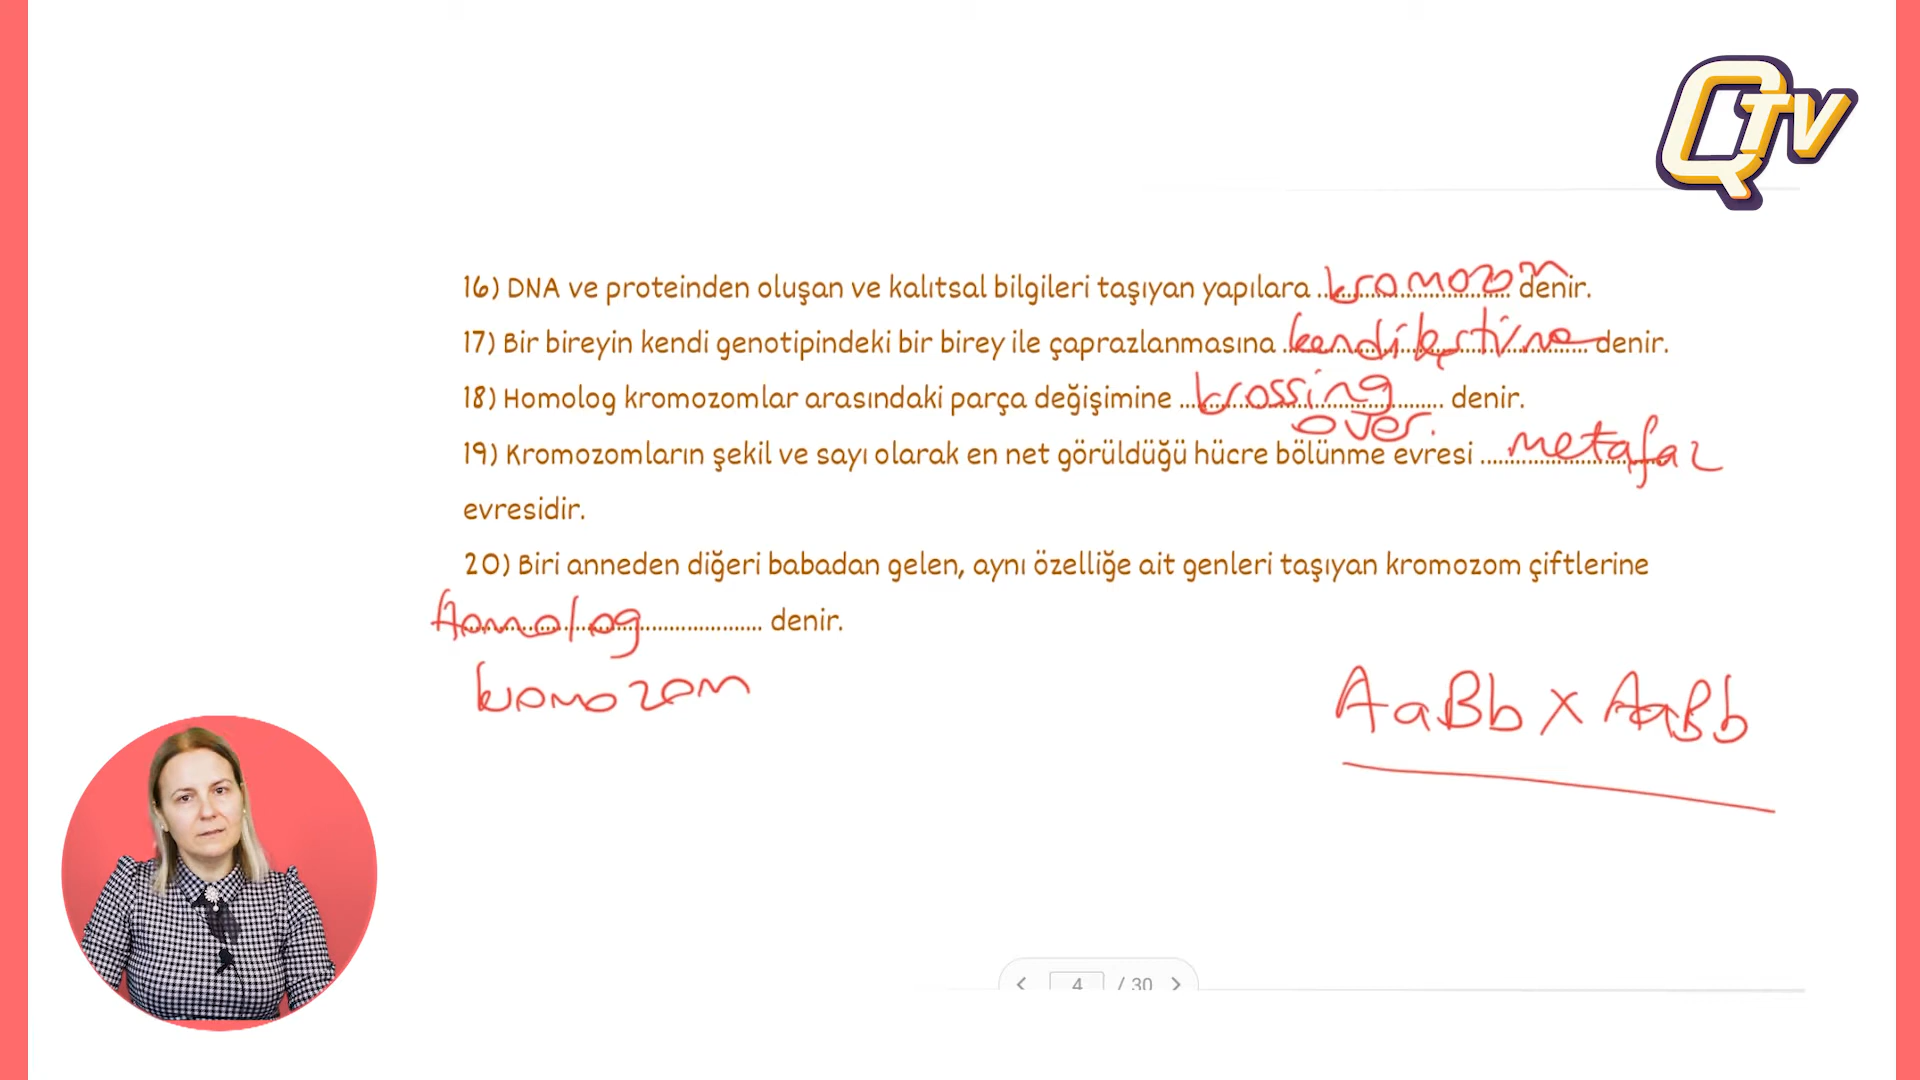 QTV
16) DNA ve proteinden oluşan ve kalıtsal bilgileri taşıyan yapılara kromozom denir.
17) Bir bireyin kendi genotipindeki bir birey ile çaprazlanmasına kendileştirme denir.
18) Homolog kromozomlar arasındaki parça değişimine krossing over. denir.
19) Kromozomların şekil ve sayı olarak en net görüldüğü hücre bölünme evresi metafaz
evresidir.
20) Biri anneden diğeri babadan gelen, aynı özelliğe ait genleri taşıyan kromozom çiftlerine
homolog denir.
kromozom
AaBb x AaBb
4 / 30